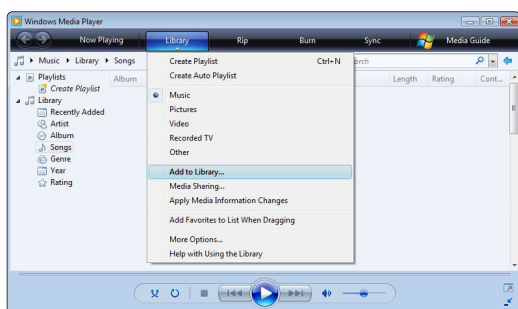 Windows Media Player
Now Playing Library Rip Burn Sync Media Guide
Music Library Songs
Playlists
Create Playlist
Library
Recently Added
Artist
Album
Songs
Genre
Year
Rating
Album
Create Playlist Ctrl+N
Create Auto Playlist
Music
Pictures
Video
Recorded TV
Other
Add to Library...
Media Sharing...
Apply Media Information Changes
Add Favorites to List When Dragging
More Options...
Help with Using the Library
Length Rating Cont...